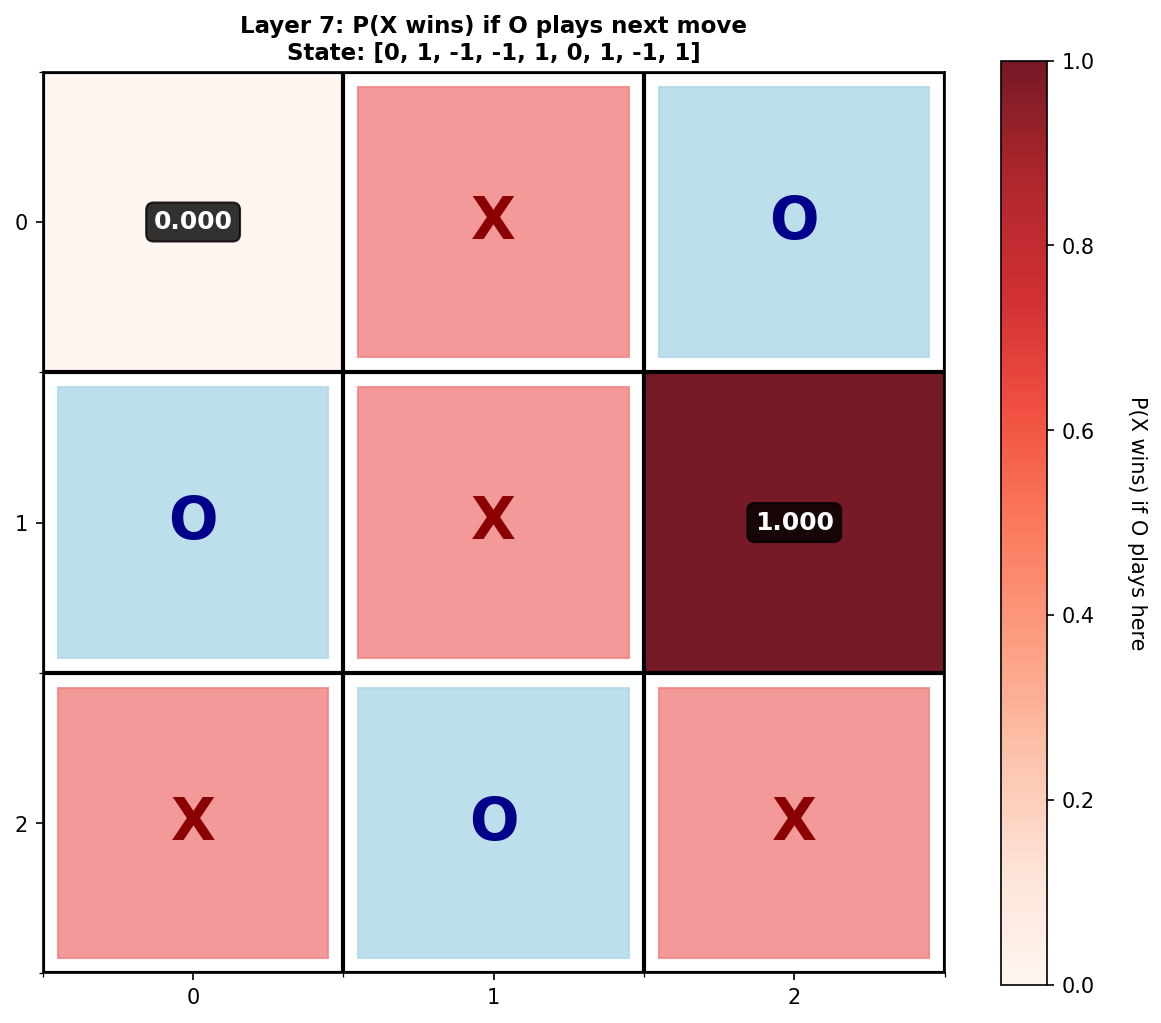 Layer 7: P(X wins) if O plays next move
State: [0, 1, -1, -1, 1, 0, 1, -1, 1]
0
0.000
X
O
1
O
X
1.000
2
X
O
X
0
1
2
1.0
0.8
0.6
0.4
0.2
0.0
P(X wins) if O plays here